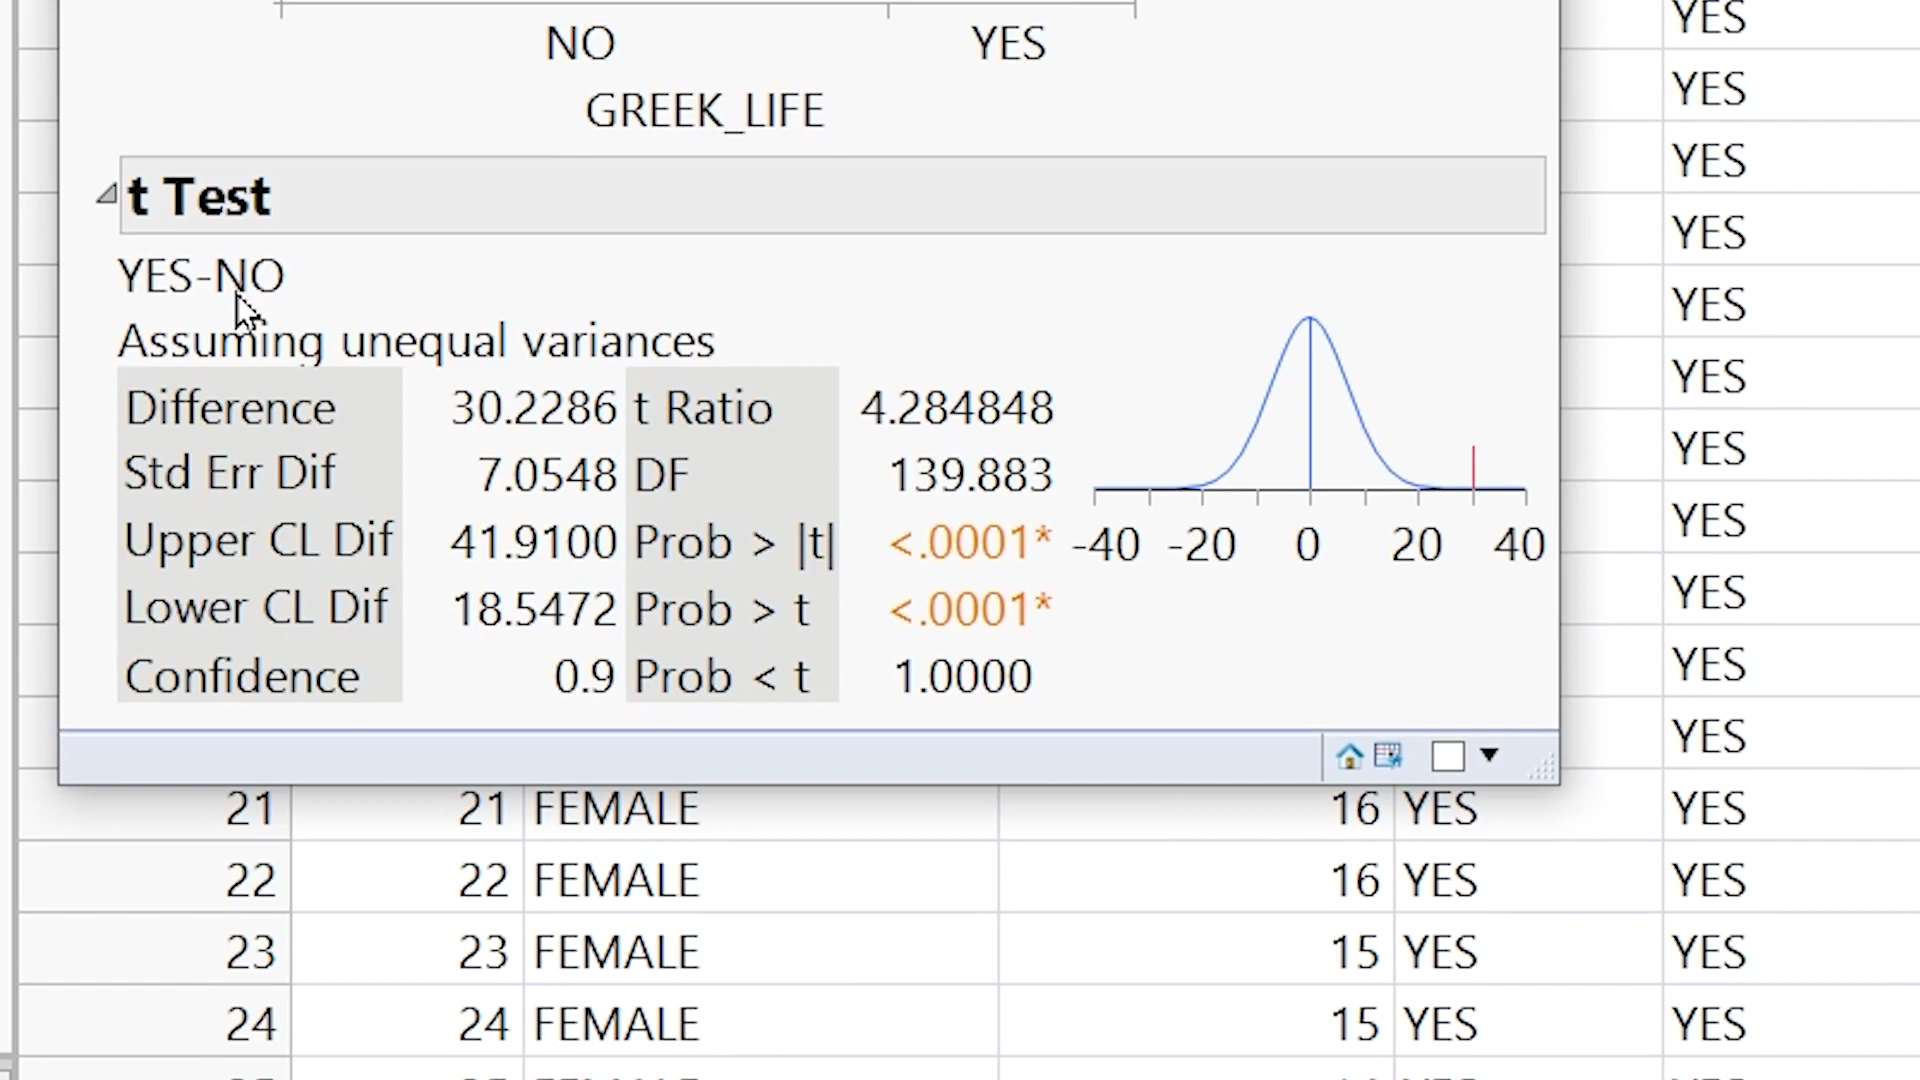 YES
NO YES
YES
GREEK_LIFE
YES
t Test
YES
YES-NO
YES
Assuming unequal variances
YES
Difference 30.2286 t Ratio 4.284848
YES
Std Err Dif 7.0548 DF 139.883
YES
Upper CL Dif 41.9100 Prob > |t| <.0001*
-40 -20 0 20 40
YES
Lower CL Dif 18.5472 Prob > t <.0001*
YES
Confidence 0.9 Prob < t 1.0000
YES
21 21 FEMALE 16 YES YES
22 22 FEMALE 16 YES YES
23 23 FEMALE 15 YES YES
24 24 FEMALE 15 YES YES